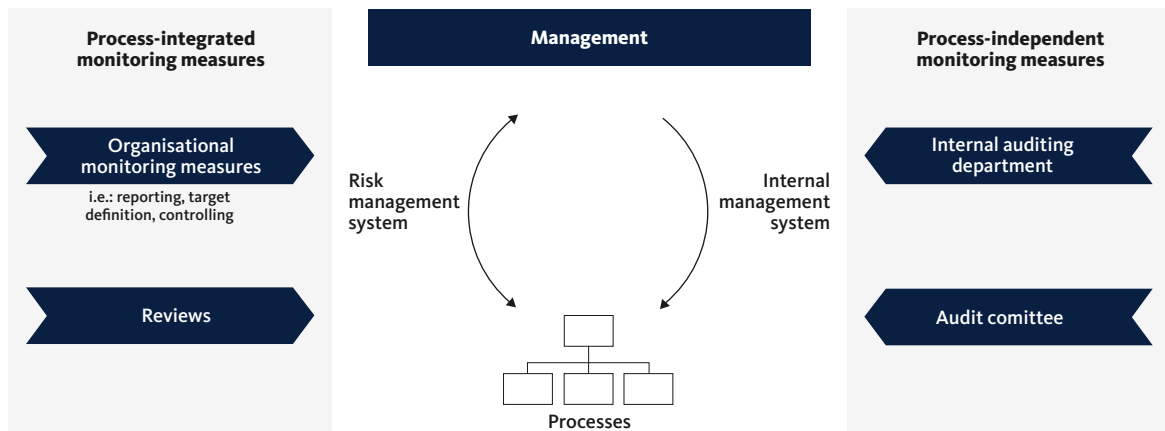 Process-integrated
monitoring measures
Organisational
monitoring measures
i.e.: reporting, target
definition, controlling
Reviews
Management
Risk
management
system
Internal
management
system
Processes
Process-independent
monitoring measures
Internal auditing
department
Audit comittee